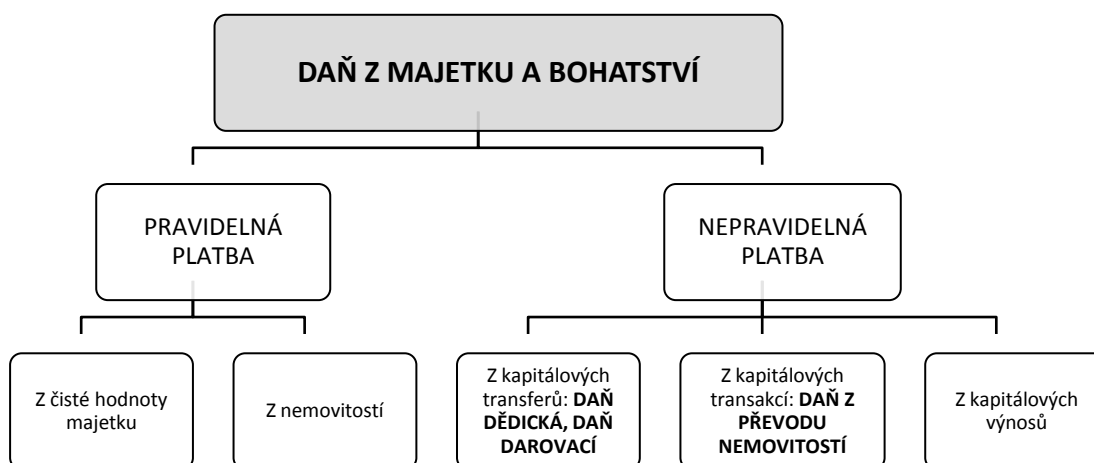 DAŇ Z MAJETKU A BOHATSTVÍ
PRAVIDELNÁ
PLATBA
NEPRAVIDELNÁ
PLATBA
Z čisté hodnoty
majetku
Z nemovitostí
Z kapitálových
transferů: DAŇ
DĚDICKÁ, DAŇ
DAROVACÍ
Z kapitálových
transakcí: DAŇ Z
PŘEVODU
NEMOVITOSTÍ
Z kapitálových
výnosů